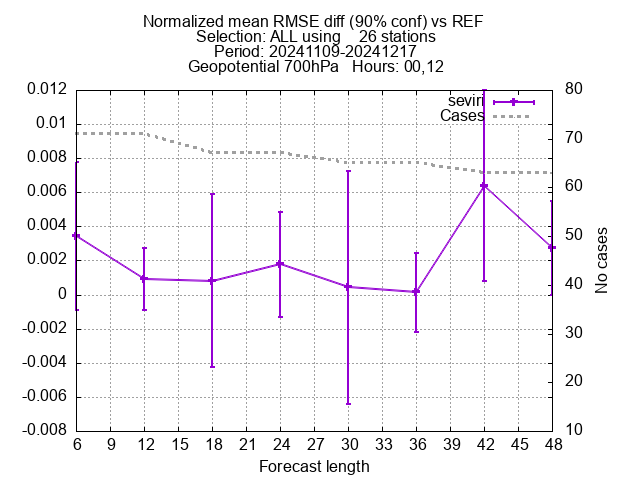 Normalized mean RMSE diff (90% conf) vs REF
Selection: ALL using    26 stations
Period: 20241109-20241217
Geopotential 700hPa   Hours: 00,12
seviri
Cases
0.012
0.01
0.008
0.006
0.004
0.002
0
-0.002
-0.004
-0.006
-0.008
80
70
60
50
40
30
20
10
No cases
6 9 12 15 18 21 24 27 30 33 36 39 42 45 48
Forecast length